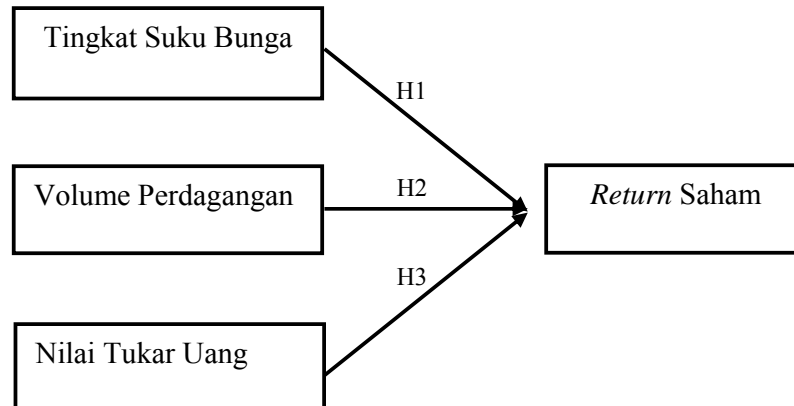 Tingkat Suku Bunga
H1
Volume Perdagangan
H2
Return Saham
H3
Nilai Tukar Uang